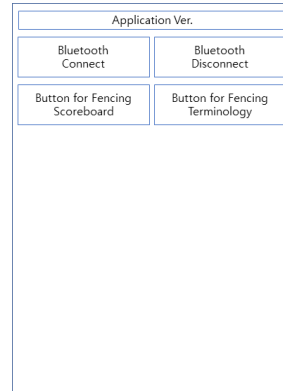 Application Ver.
Bluetooth
Connect
Bluetooth
Disconnect
Button for Fencing
Scoreboard
Button for Fencing
Terminology